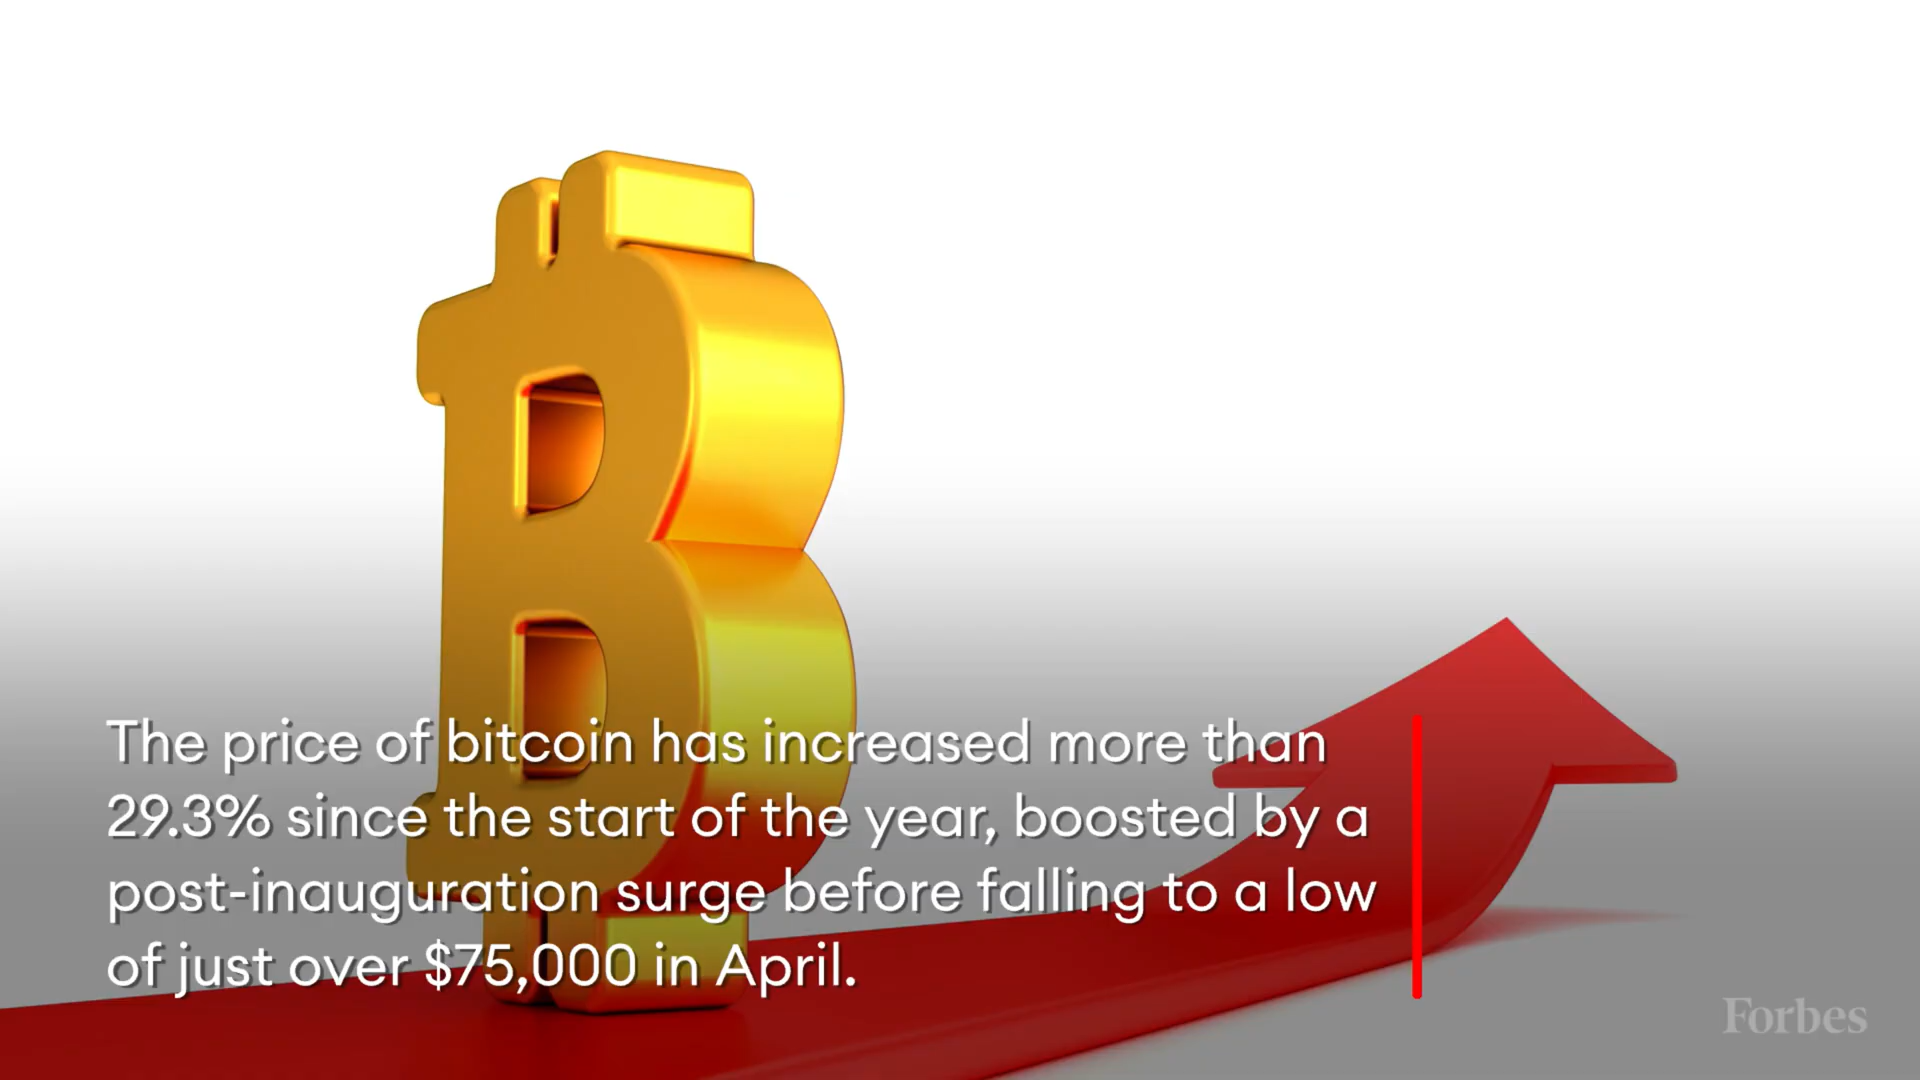 The price of bitcoin has increased more than
29.3% since the start of the year, boosted by a
post-inauguration surge before falling to a low
of just over $75,000 in April.
Forbes